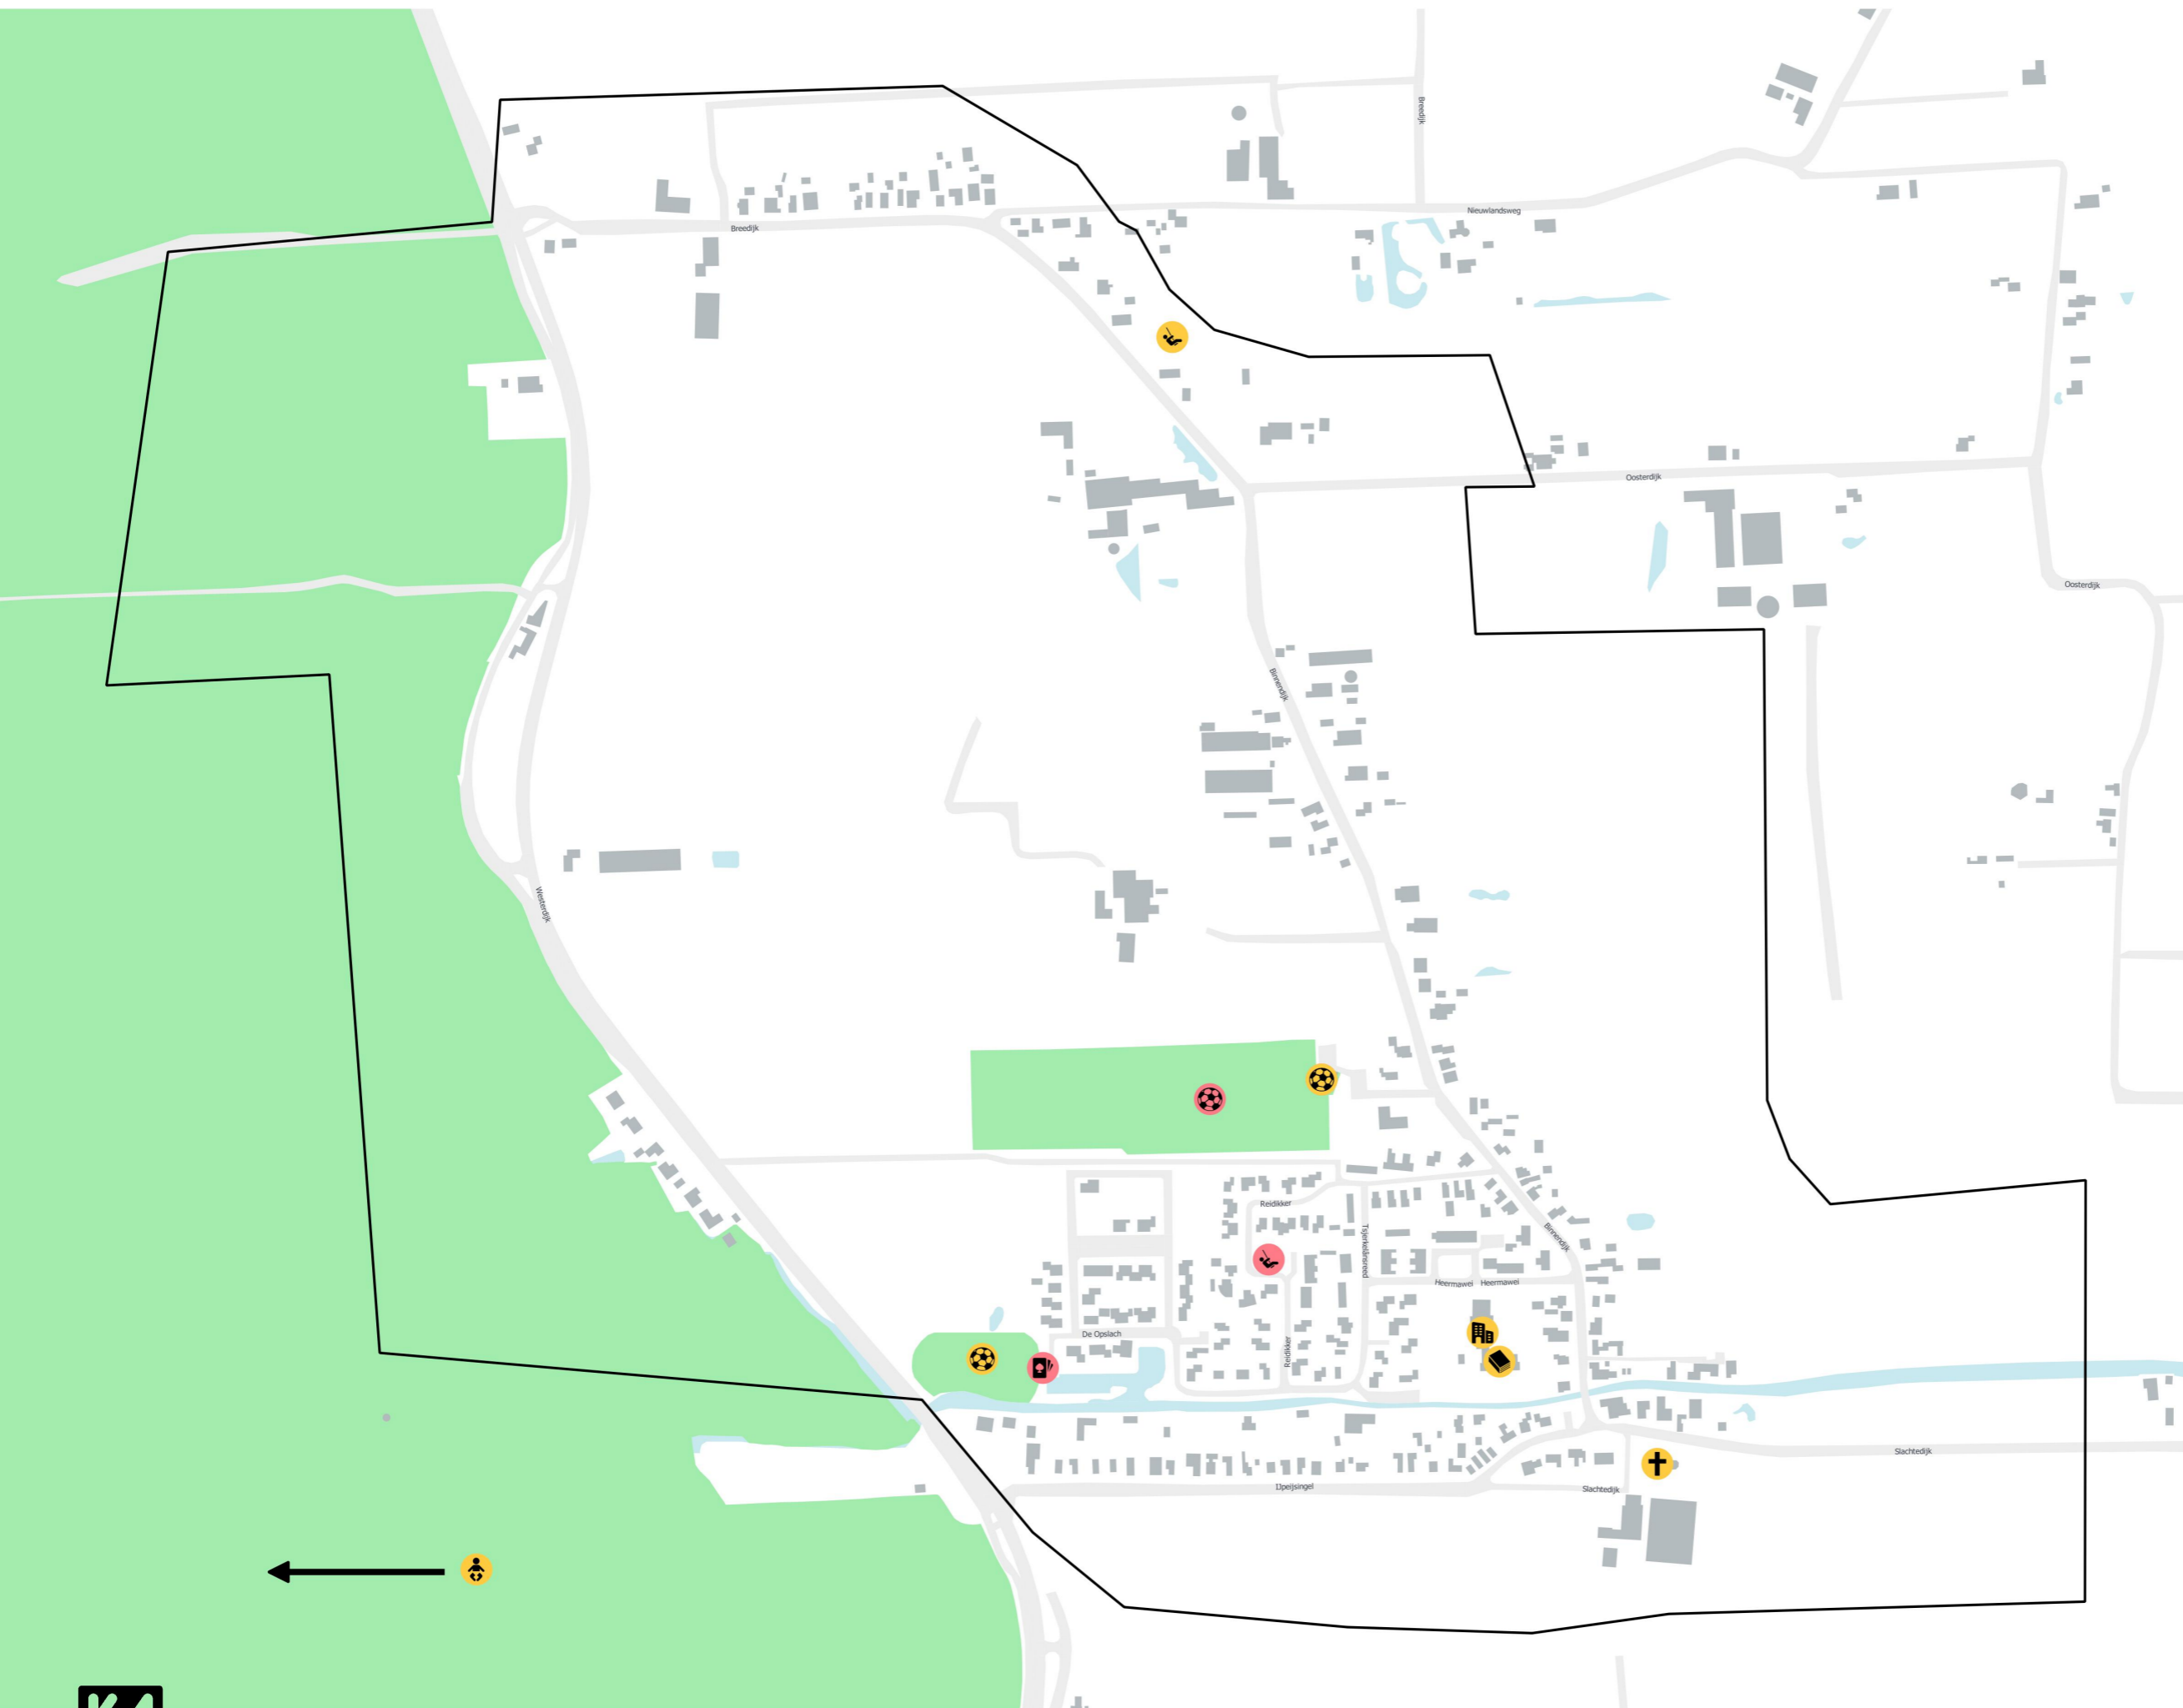 Breedijk
Nieuwlandsweg
Breedijk
Oosterdijk
Oosterdijk
Binnendijk
Westerdijk
Reidikker
Tsjerkelânsreed
Binnendijk
Heermawei
Heermawei
De Opslach
Reidikker
Slachtedijk
IJpeijsingel
Slachtedijk